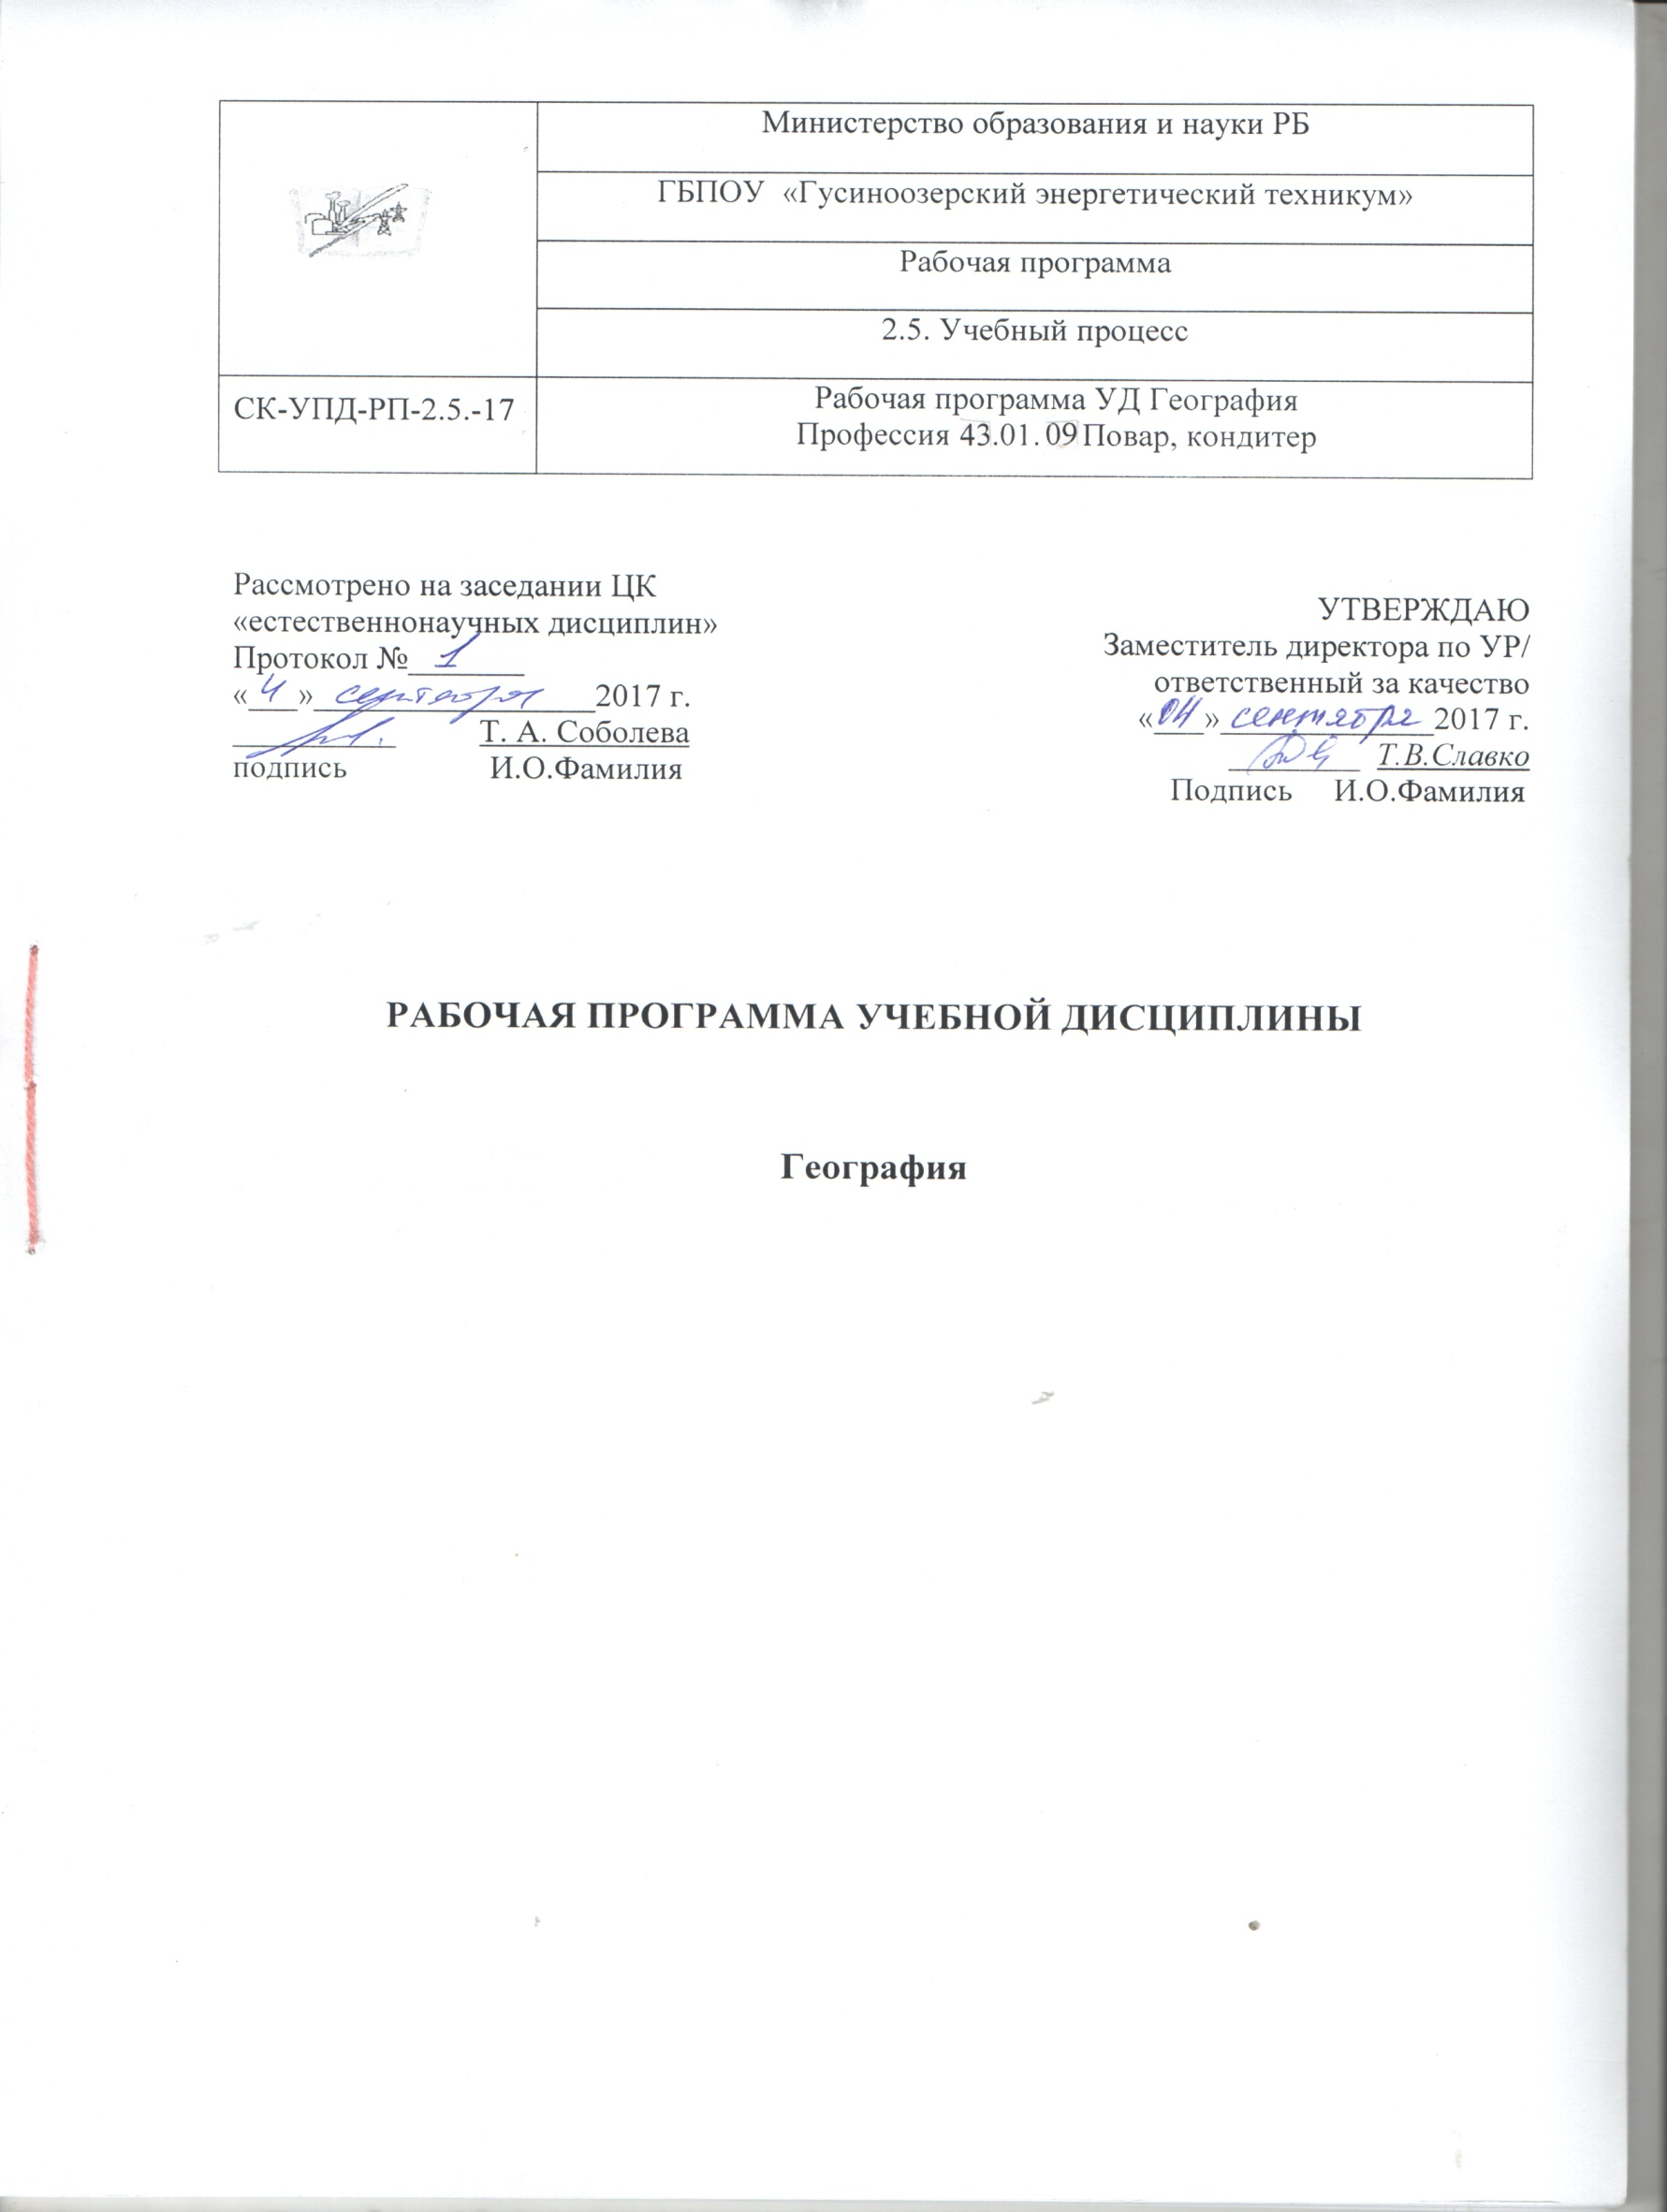 Министерство образования и науки РБ
ГБПОУ «Гусиноозерский энергетический техникум»
Рабочая программа
2.5. Учебный процесс
СК-УПД-РП-2.5.-17
Рабочая программа УД География
Профессия 43.01.09 Повар, кондитер
Рассмотрено на заседании ЦК
«естественнонаучных дисциплин»
Протокол № 1
«4» сентября 2017 г.
Т. А. Соболева
подпись И.О.Фамилия
УТВЕРЖДАЮ
Заместитель директора по УР/
ответственный за качество
«04» сентября 2017 г.
Т.В.Славко
Подпись И.О.Фамилия
РАБОЧАЯ ПРОГРАММА УЧЕБНОЙ ДИСЦИПЛИНЫ
География